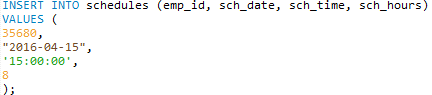 INSERT INTO schedules (emp_id, sch_date, sch_time, sch_hours)
VALUES (
35680,
"2016-04-15",
'15:00:00',
8
);